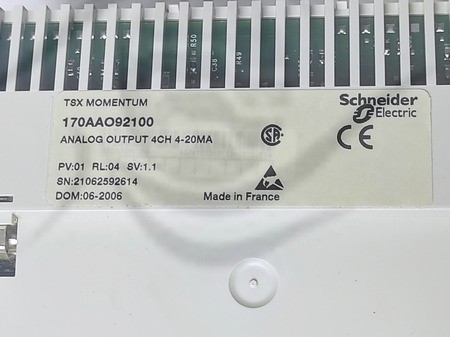 R50
C38
R49
TSX MOMENTUM
170AAO92100
ANALOG OUTPUT 4CH 4-20MA
Schneider
Electric
PV:01 RL:04 SV:1.1
SN:21062592614
DOM:06-2006
Made in France